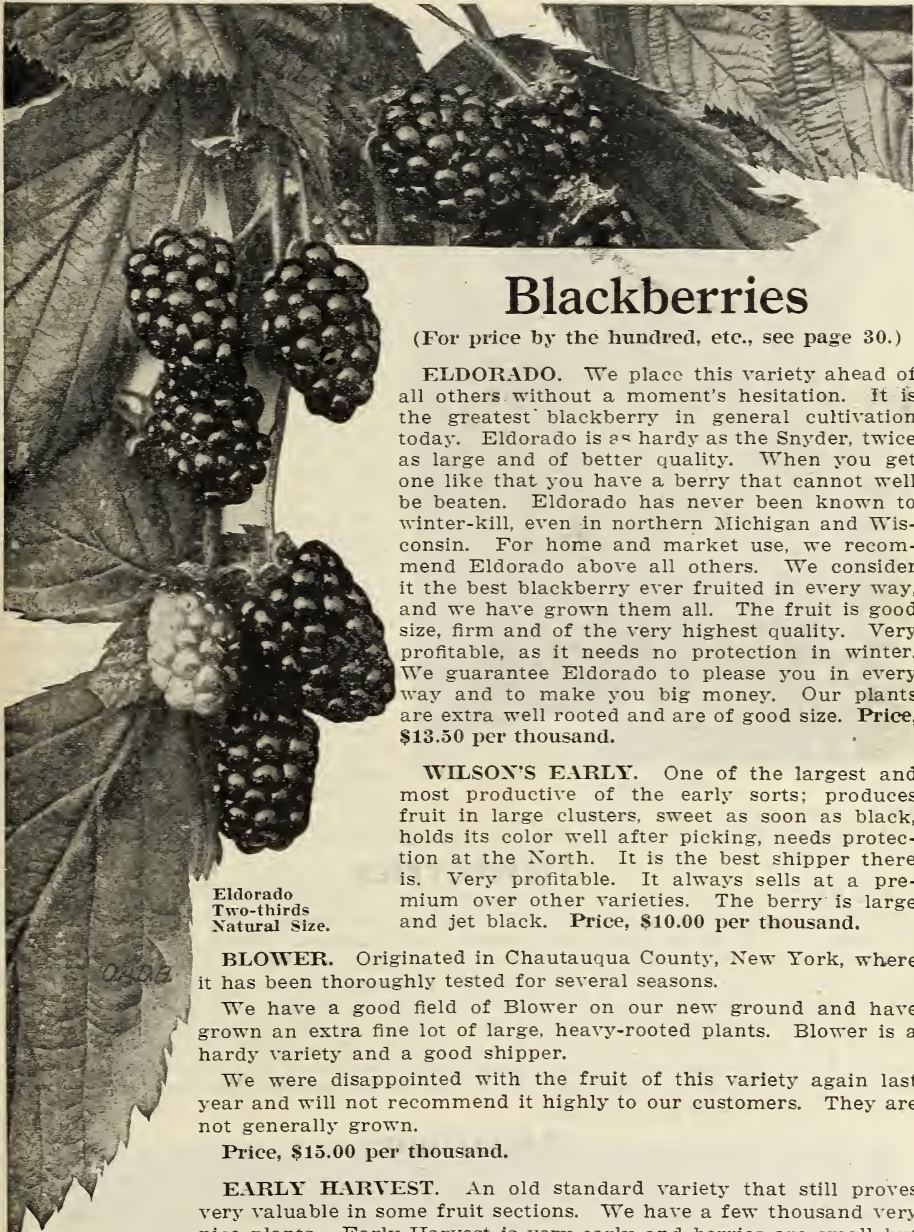 Blackberries
(For price by the hundred, etc., see page 30.)
ELDORADO. We place this variety ahead of
all others without a moment's hesitation. It is
the greatest blackberry in general cultivation
today. Eldorado is as hardy as the Snyder, twice
as large and of better quality. When you get
one like that you have a berry that cannot well
be beaten. Eldorado has never been known to
winter-kill, even in northern Michigan and Wis-
consin. For home and market use, we recom-
mend Eldorado above all others. We consider
it the best blackberry ever fruited in every way,
and we have grown them all. The fruit is good
size, firm and of the very highest quality. Very
profitable, as it needs no protection in winter.
We guarantee Eldorado to please you in every
way and to make you big money. Our plants
are extra well rooted and are of good size. Price,
$13.50 per thousand.
WILSON'S EARLY. One of the largest and
most productive of the early sorts; produces
fruit in large clusters, sweet as soon as black,
holds its color well after picking, needs protec-
tion at the North. It is the best shipper there
is. Very profitable. It always sells at a pre-
mium over other varieties. The berry is large
and jet black. Price, $10.00 per thousand.
Eldorado
Two-thirds
Natural Size.
BLOWER. Originated in Chautauqua County, New York, where
it has been thoroughly tested for several seasons.
We have a good field of Blower on our new ground and have
grown an extra fine lot of large, heavy-rooted plants. Blower is a
hardy variety and a good shipper.
We were disappointed with the fruit of this variety again last
year and will not recommend it highly to our customers. They are
not generally grown.
Price, $15.00 per thousand.
EARLY HARVEST. An old standard variety that still proves
very valuable in some fruit sections. We have a few thousand very
nice plants. Early Harvest is very early and berries are small but